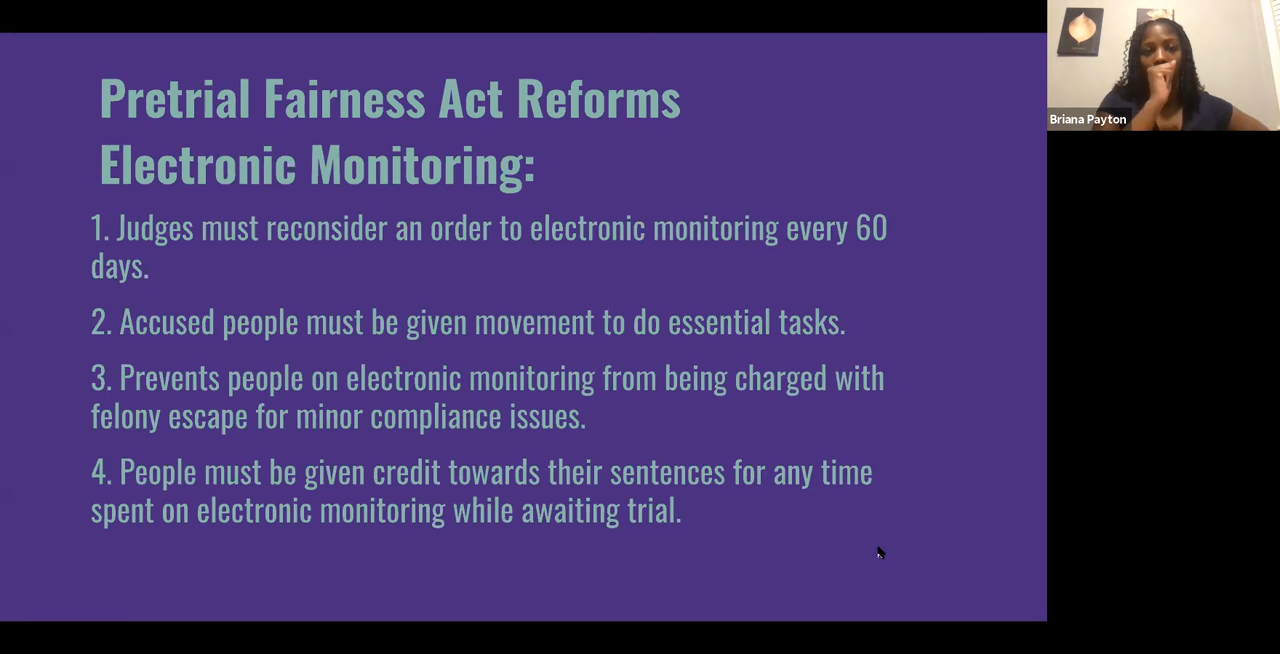 Pretrial Fairness Act Reforms
Electronic Monitoring:
1. Judges must reconsider an order to electronic monitoring every 60
days.
2. Accused people must be given movement to do essential tasks.
3. Prevents people on electronic monitoring from being charged with
felony escape for minor compliance issues.
4. People must be given credit towards their sentences for any time
spent on electronic monitoring while awaiting trial.
Briana Payton